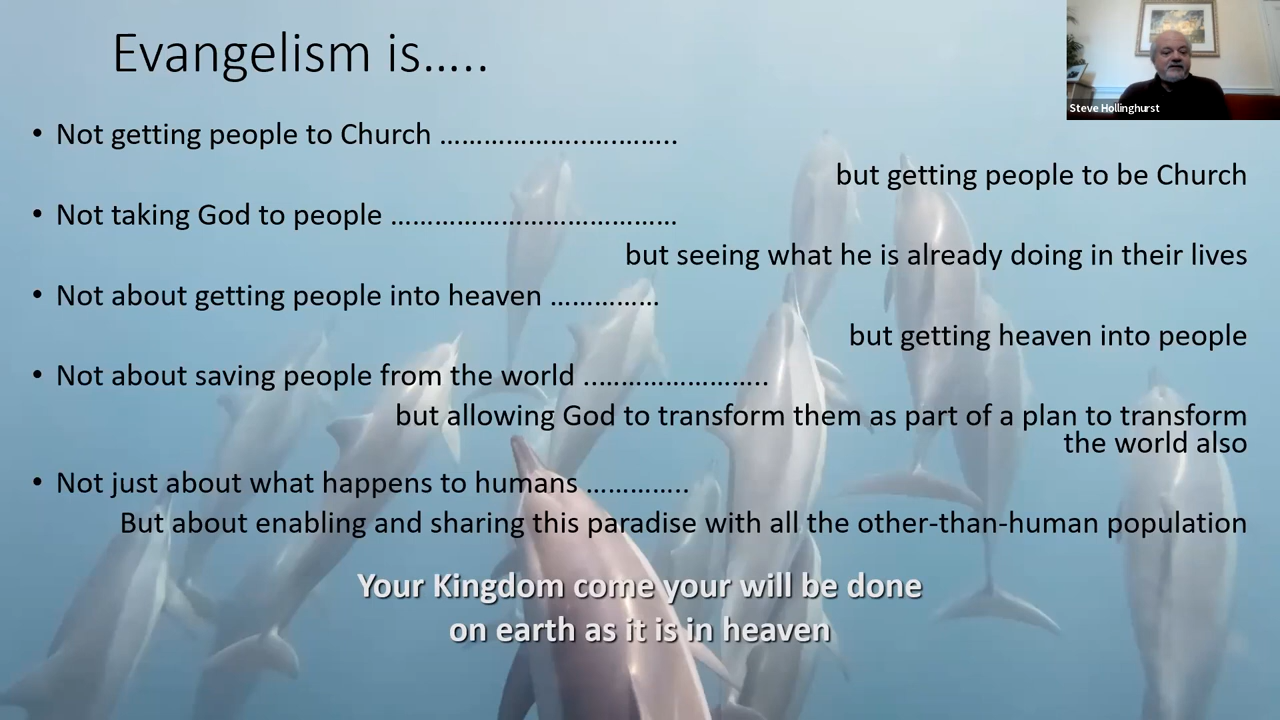 Evangelism is…..
Steve Hollinghurst
• Not getting people to Church ………………..….……..
but getting people to be Church
• Not taking God to people …………………………………
but seeing what he is already doing in their lives
• Not about getting people into heaven ……………
but getting heaven into people
• Not about saving people from the world ..…………………..
but allowing God to transform them as part of a plan to transform
the world also
• Not just about what happens to humans …………..
But about enabling and sharing this paradise with all the other-than-human population
Your Kingdom come your will be done
on earth as it is in heaven